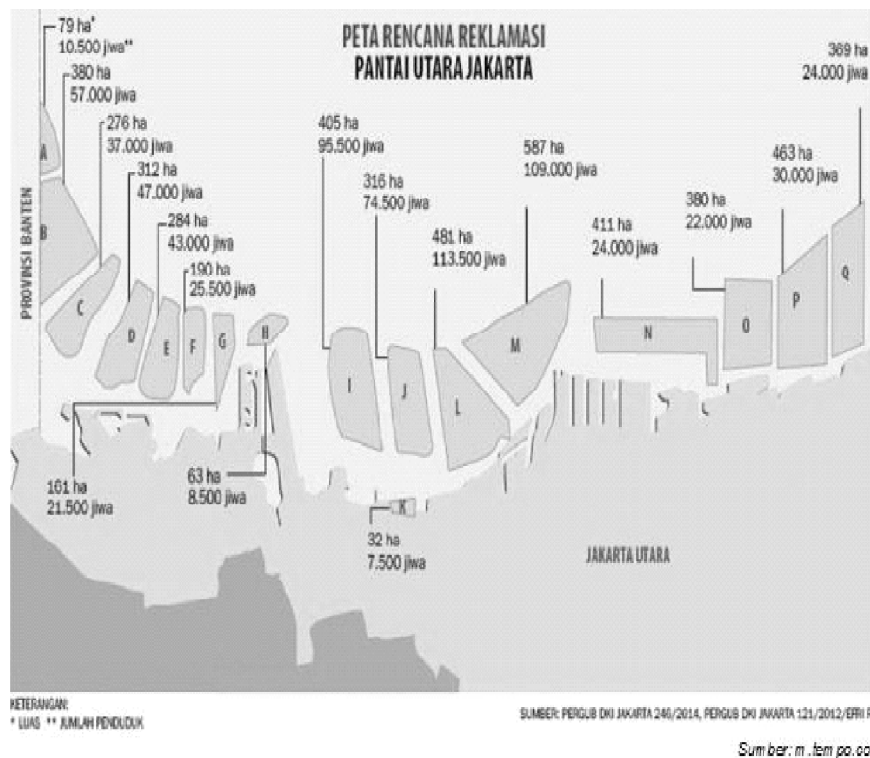 PETA RENCANA REKLAMASI
PANTAI UTARA JAKARTA
79 ha*
10.500 jiwa**
380 ha
57.000 jiwa
276 ha
37.000 jiwa
312 ha
47.000 jiwa
284 ha
43.000 jiwa
190 ha
25.500 jiwa
405 ha
95.500 jiwa
316 ha
74.500 jiwa
481 ha
113.500 jiwa
587 ha
109.000 jiwa
411 ha
24.000 jiwa
380 ha
22.000 jiwa
463 ha
30.000 jiwa
369 ha
24.000 jiwa
PROVINSI BANTEN
A
B
C
D
E
F
G
H
I
J
L
M
N
O
P
Q
161 ha
21.500 jiwa
63 ha
8.500 jiwa
K
32 ha
7.500 jiwa
JAKARTA UTARA
KETERANGAN:
* LUAS ** JUMLAH PENDUDUK
SUMBER: PERGUB DKI JAKARTA 246/2014, PERGUB DKI JAKARTA 121/2012/EFRI R
Sumber: m.tempo.co